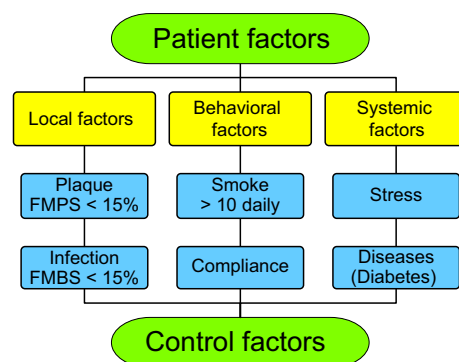 Patient factors
Local factors
Behavioral
factors
Systemic
factors
Plaque
FMPS < 15%
Smoke
> 10 daily
Stress
Infection
FMBS < 15%
Compliance
Diseases
(Diabetes)
Control factors